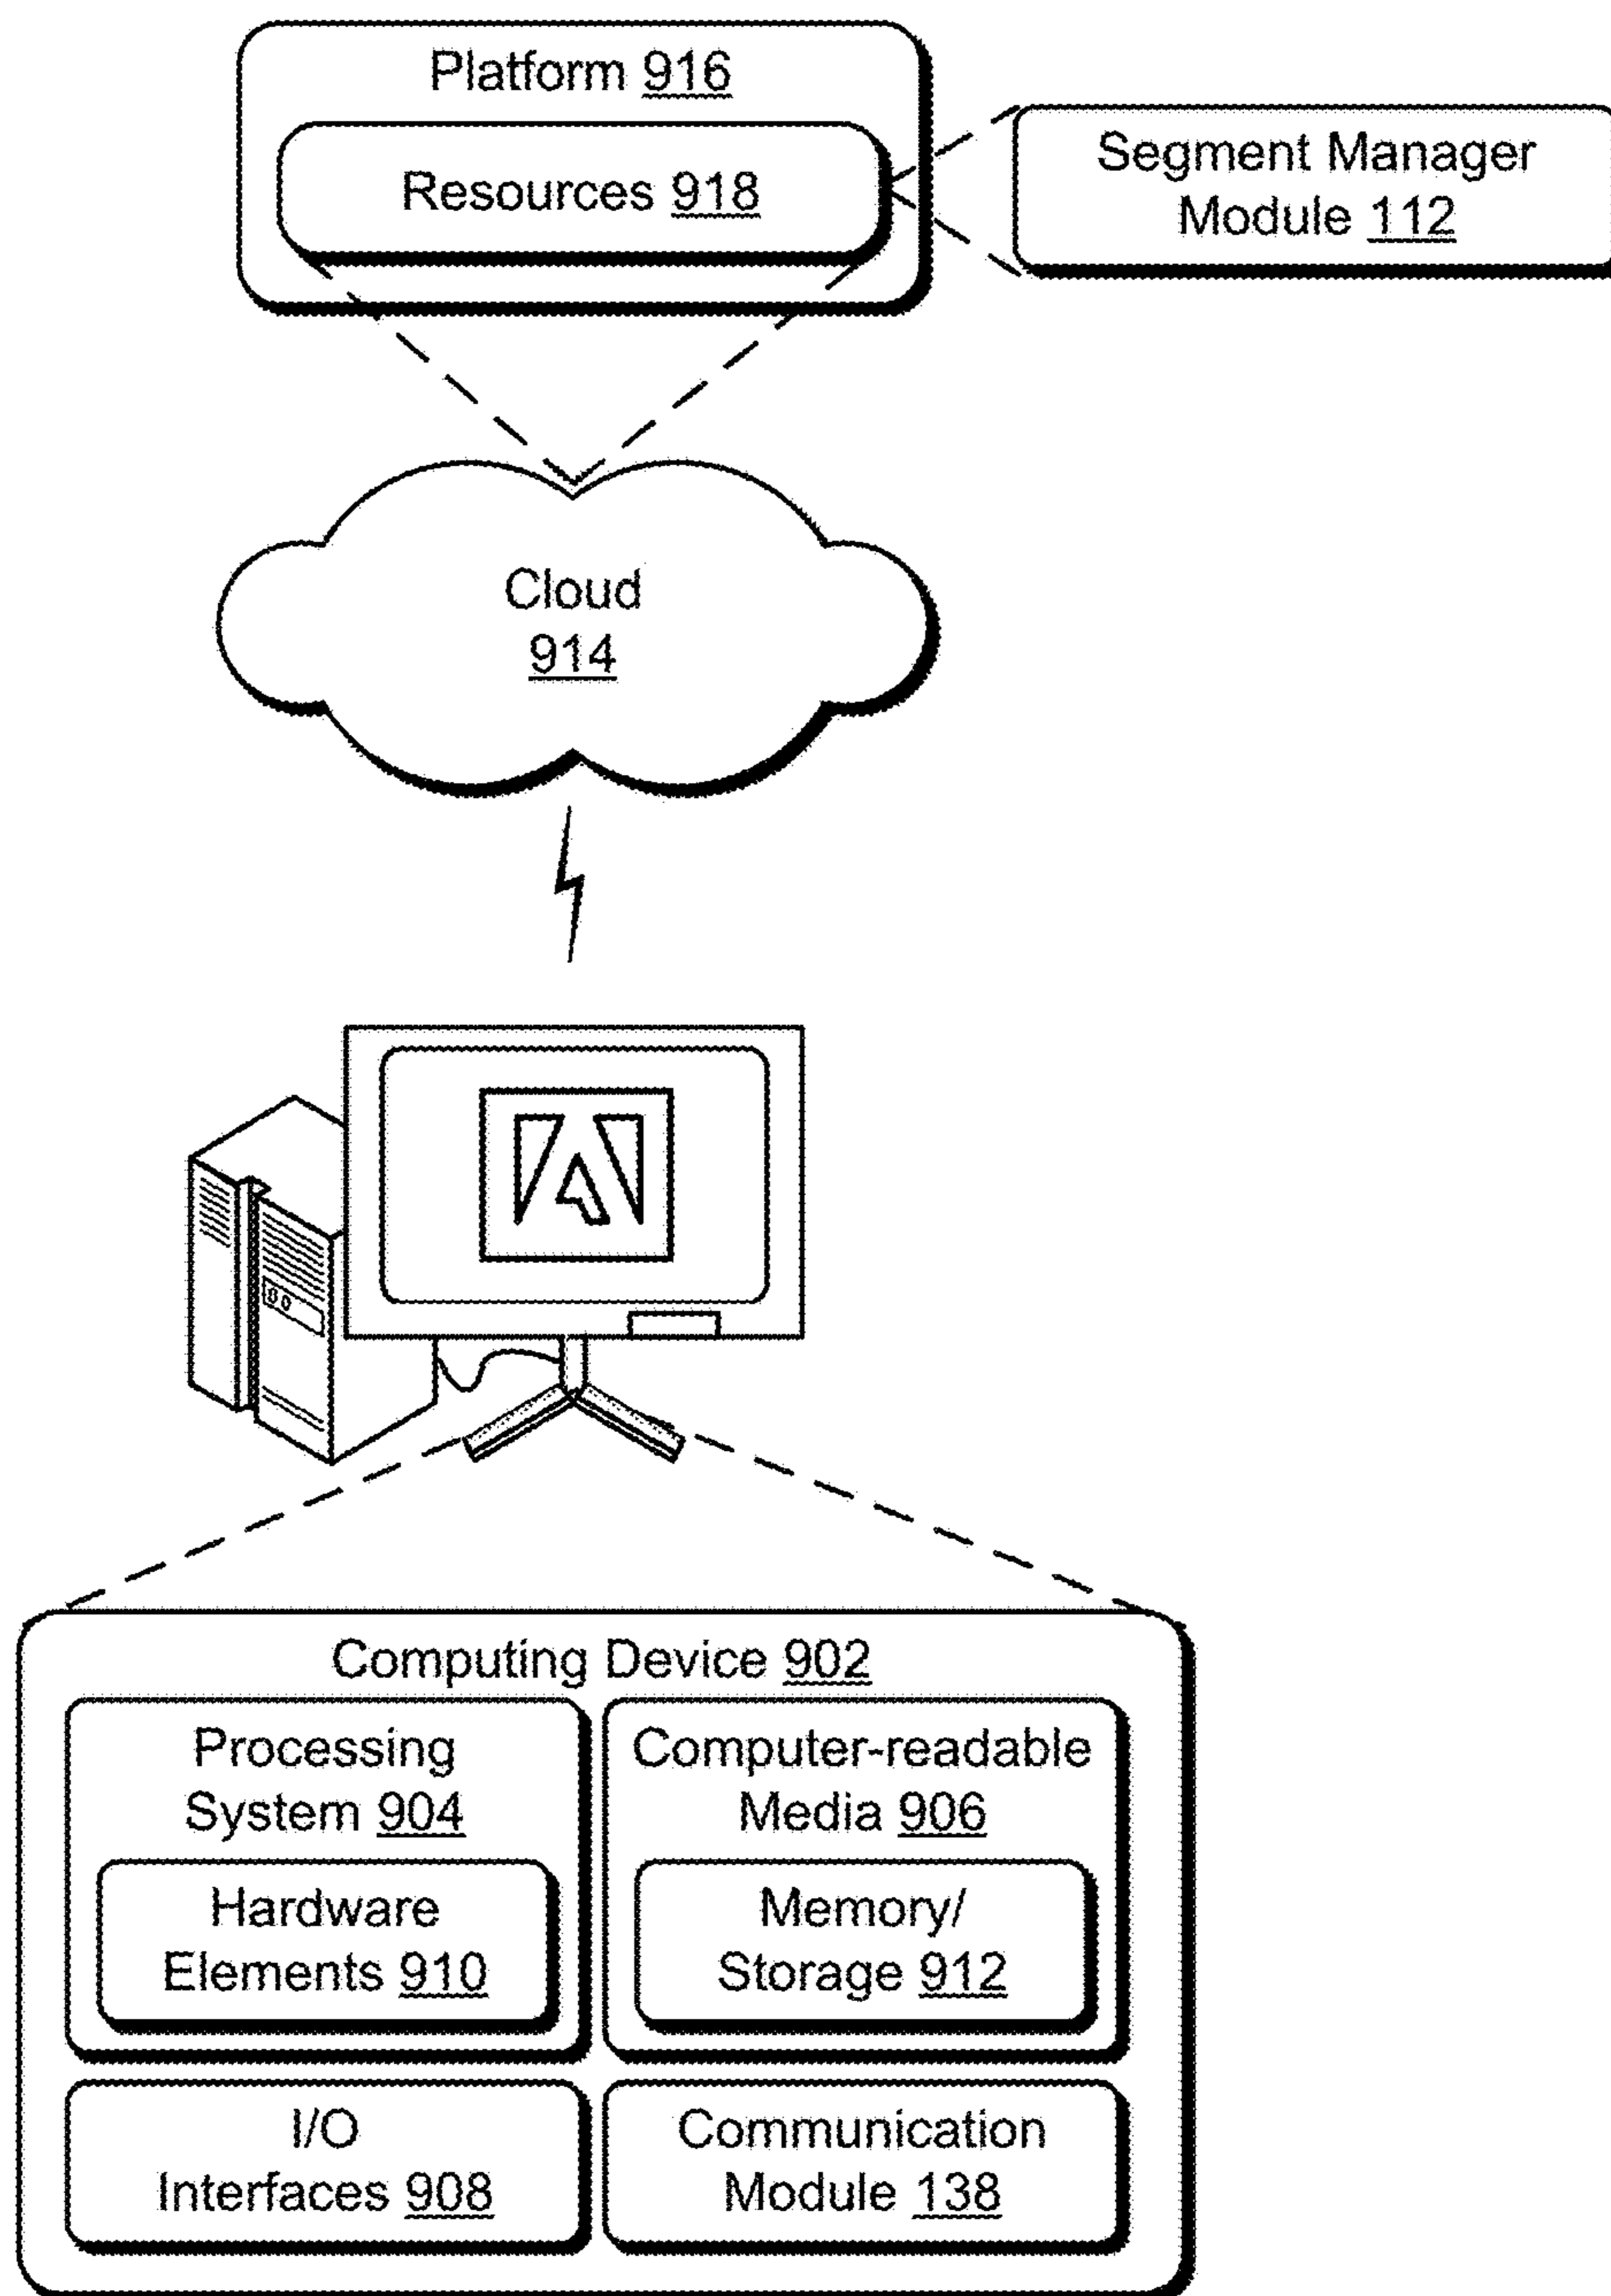 Platform 916
Resources 918
Segment Manager
Module 112
Cloud
914
Computing Device 902
Processing
System 904
Hardware
Elements 910
Computer-readable
Media 906
Memory/
Storage 912
I/O
Interfaces 908
Communication
Module 138